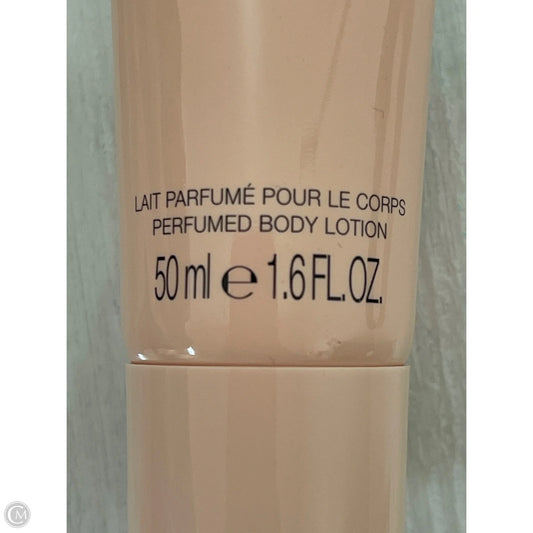 LAIT PARFUMÉ POUR LE CORPS
PERFUMED BODY LOTION
50 ml e 1.6 FL. OZ.